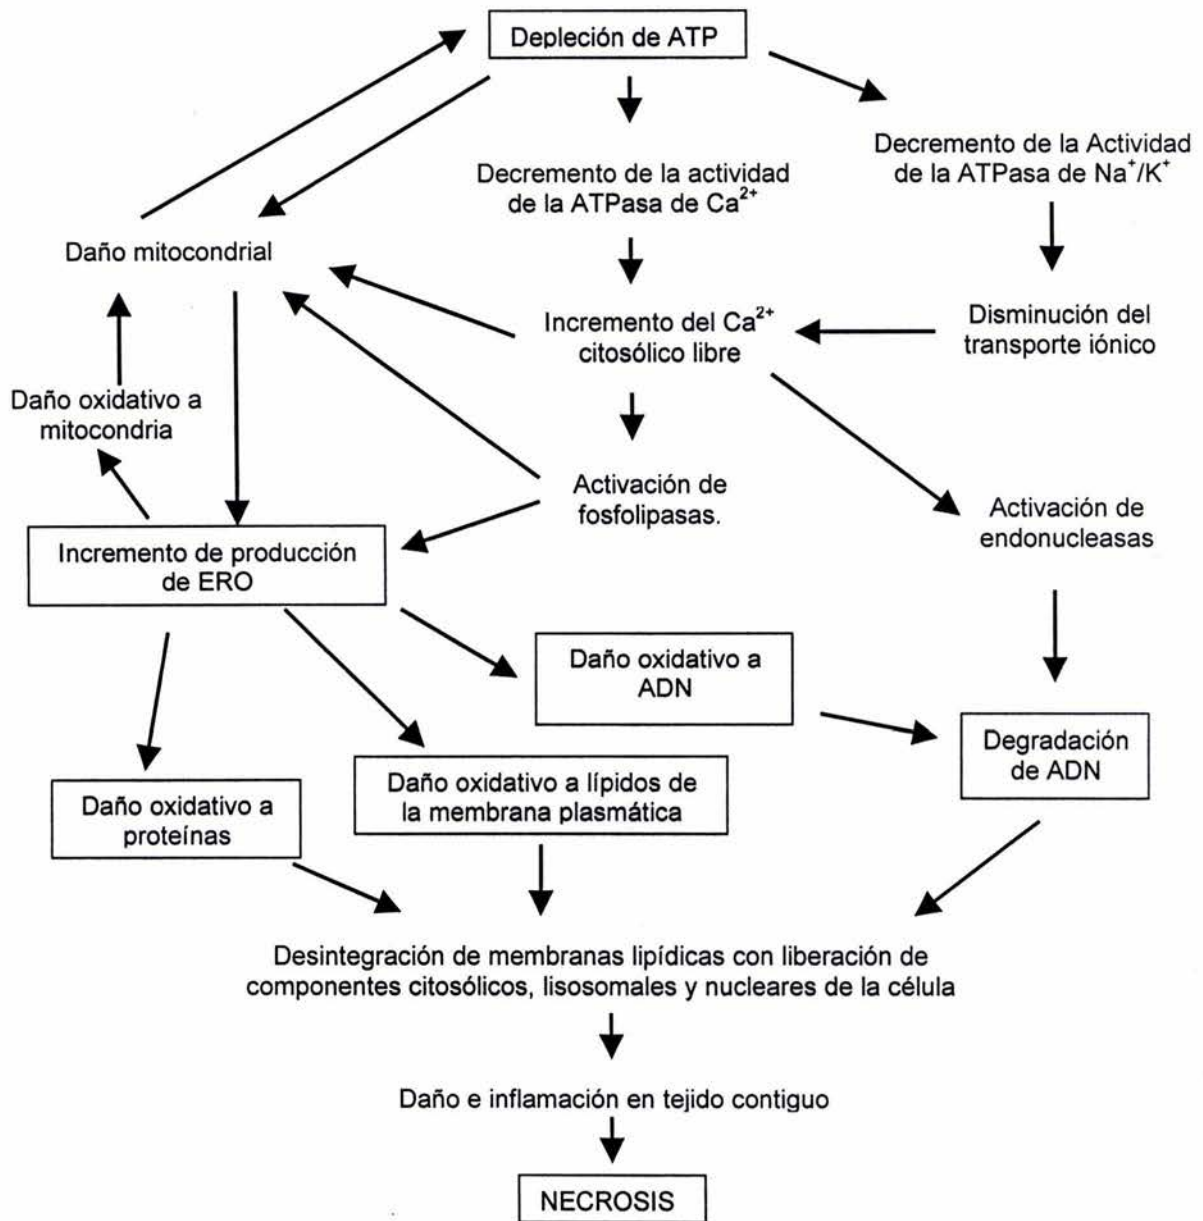 Depleción de ATP
Decremento de la actividad
de la ATPasa de Ca²⁺
Decremento de la Actividad
de la ATPasa de Na⁺/K⁺
Daño mitocondrial
Incremento del Ca²⁺
citosólico libre
Disminución del
transporte iónico
Daño oxidativo a
mitocondria
Activación de
fosfolipasas.
Activación de
endonucleasas
Incremento de producción
de ERO
Daño oxidativo a
ADN
Degradación
de ADN
Daño oxidativo a
proteínas
Daño oxidativo a lípidos de
la membrana plasmática
Desintegración de membranas lipídicas con liberación de
componentes citosólicos, lisosomales y nucleares de la célula
Daño e inflamación en tejido contiguo
NECROSIS